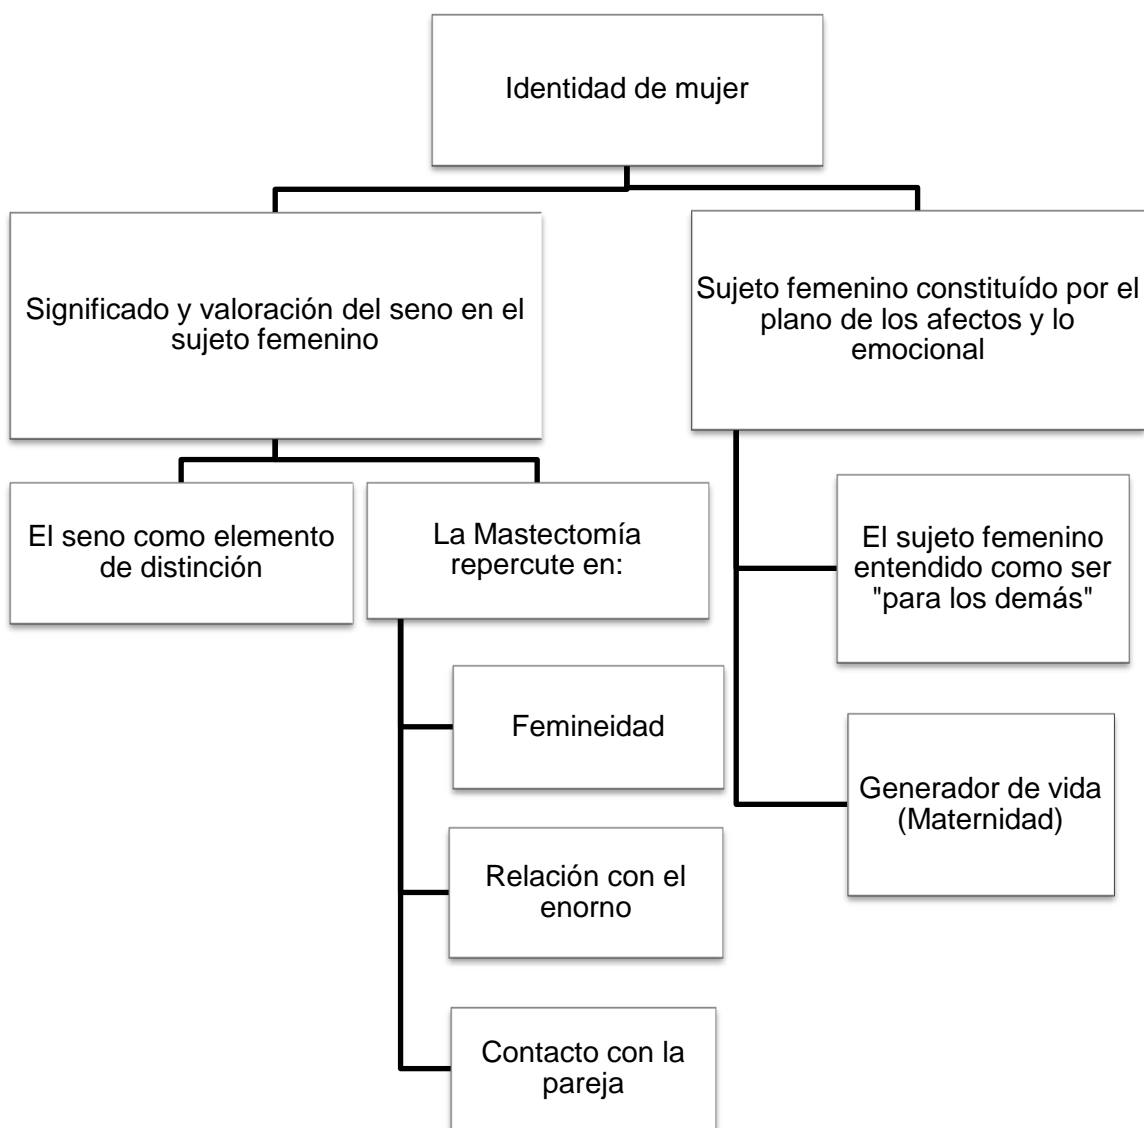 Identidad de mujer
Significado y valoración del seno en el
sujeto femenino
Sujeto femenino constituído por el
plano de los afectos y lo
emocional
El seno como elemento
de distinción
La Mastectomía
repercute en:
El sujeto femenino
entendido como ser
"para los demás"
Femineidad
Generador de vida
(Maternidad)
Relación con el
enorno
Contacto con la
pareja